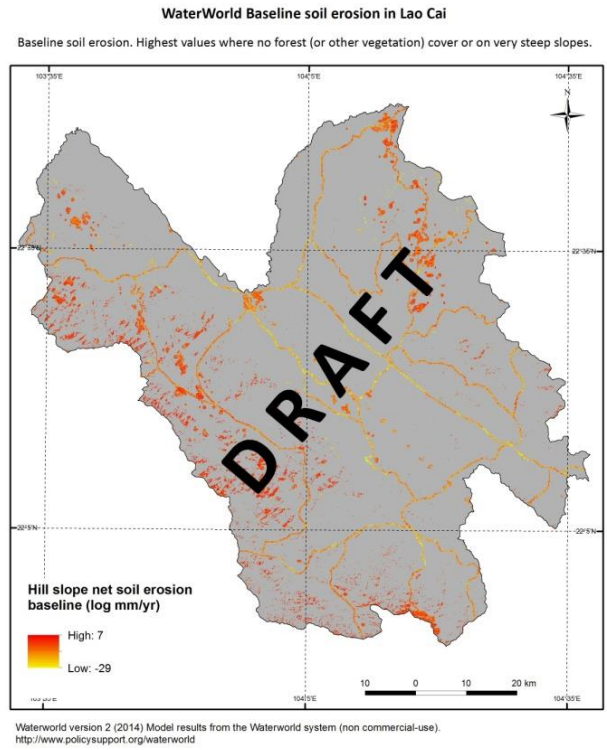 WaterWorld Baseline soil erosion in Lao Cai
Baseline soil erosion. Highest values where no forest (or other vegetation) cover or on very steep slopes.
103°35'E
104°5'E
104°35'E
N
22°35'N
22°35'N
DRAFT
22°5'N
22°5'N
Hill slope net soil erosion
baseline (log mm/yr)
High: 7
Low: -29
10 0 10 20 km
103°35'E
104°5'E
104°35'E
Waterworld version 2 (2014) Model results from the Waterworld system (non commercial-use).
http://www.policysupport.org/waterworld